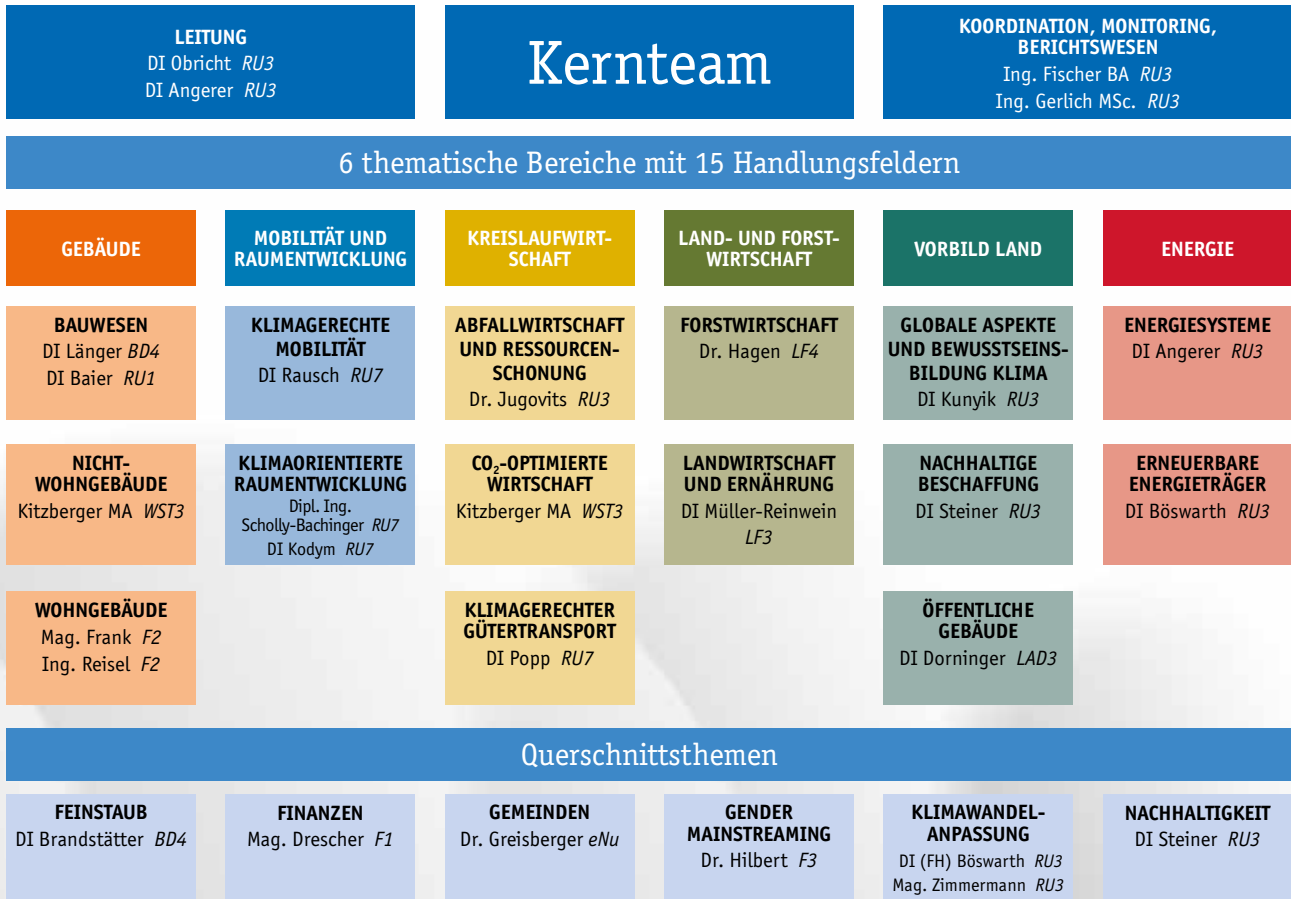 LEITUNG
DI Obricht RU3
DI Angerer RU3
Kernteam
KOORDINATION, MONITORING,
BERICHTSWESEN
Ing. Fischer BA RU3
Ing. Gerlich MSc. RU3
6 thematische Bereiche mit 15 Handlungsfeldern
GEBÄUDE
MOBILITÄT UND
RAUMENTWICKLUNG
KREISLAUFWIRT-
SCHAFT
LAND- UND FORST-
WIRTSCHAFT
VORBILD LAND
ENERGIE
BAUWESEN
DI Länger BD4
DI Baier RU1
KLIMAGERECHTE
MOBILITÄT
DI Rausch RU7
ABFALLWIRTSCHAFT
UND RESSOURCEN-
SCHONUNG
Dr. Jugovits RU3
FORSTWIRTSCHAFT
Dr. Hagen LF4
GLOBALE ASPEKTE
UND BEWUSSTSEINS-
BILDUNG KLIMA
DI Kunyik RU3
ENERGIESYSTEME
DI Angerer RU3
NICHT-
WOHNGEBÄUDE
Kitzberger MA WST3
KLIMAORIENTIERTE
RAUMENTWICKLUNG
Dipl. Ing.
Scholly-Bachinger RU7
DI Kodym RU7
CO₂-OPTIMIERTE
WIRTSCHAFT
Kitzberger MA WST3
LANDWIRTSCHAFT
UND ERNÄHRUNG
DI Müller-Reinwein
LF3
NACHHALTIGE
BESCHAFFUNG
DI Steiner RU3
ERNEUERBARE
ENERGIETRÄGER
DI Böswarth RU3
WOHNGEBÄUDE
Mag. Frank F2
Ing. Reisel F2
KLIMAGERECHTER
GÜTERTRANSPORT
DI Popp RU7
ÖFFENTLICHE
GEBÄUDE
DI Dorninger LAD3
Querschnittsthemen
FEINSTAUB
DI Brandstätter BD4
FINANZEN
Mag. Drescher F1
GEMEINDEN
Dr. Greisberger eNu
GENDER
MAINSTREAMING
Dr. Hilbert F3
KLIMAWANDEL-
ANPASSUNG
DI (FH) Böswarth RU3
Mag. Zimmermann RU3
NACHHALTIGKEIT
DI Steiner RU3